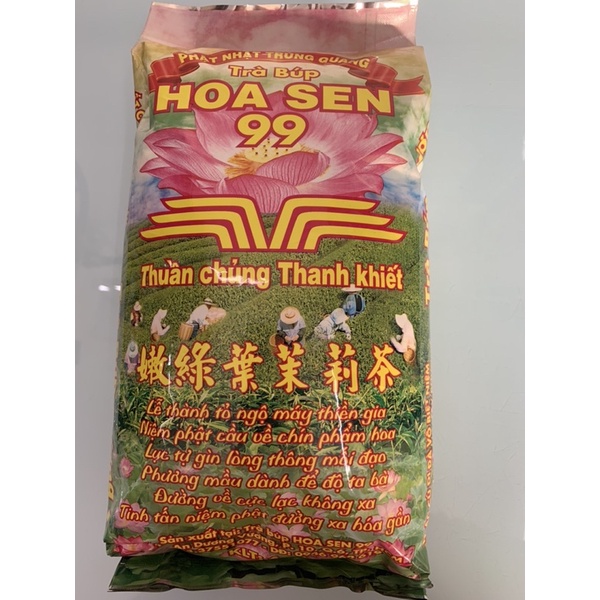 PHẬT NHẬT TRÙNG QUANG
Trà Búp
HOA SEN
99
Thuần chủng Thanh khiết
嫩綠葉茉莉茶
Lễ thành tổ ngộ máy thiền gia
Niệm phật cầu về chín phẩm hoa
Lục tự gìn lòng thông mối đạo
Phương mầu dành để độ ta bà
Đường về cực lạc không xa
Tinh tấn niệm phật đường xa hóa gần
Sản xuất tại: Búp HOA SEN 99